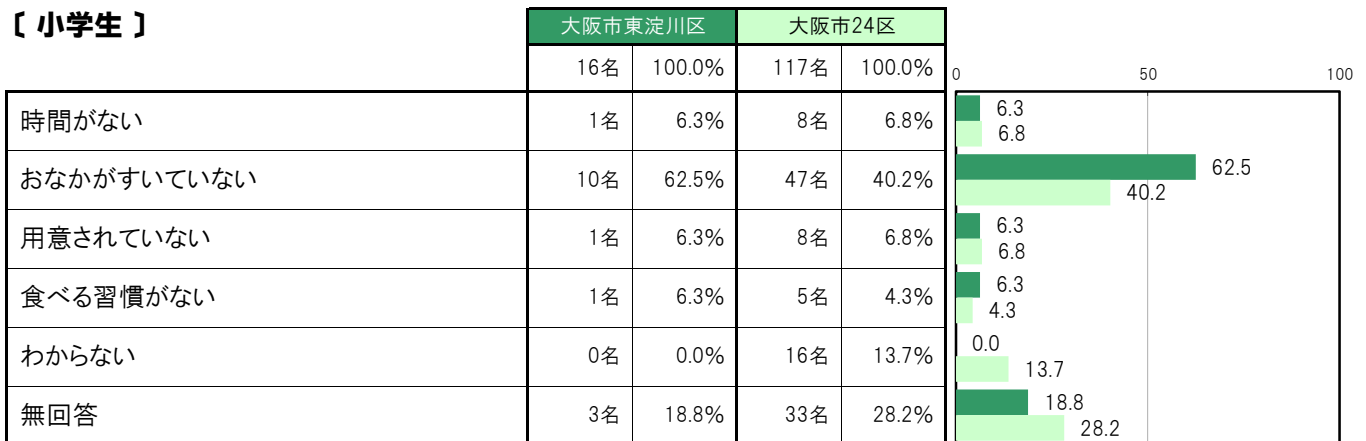 〔 小学生 〕
大阪市東淀川区 大阪市24区
16名 100.0% 117名 100.0%
0 50 100
時間がない 1名 6.3% 8名 6.8%
6.3
6.8
おなかがすいていない 10名 62.5% 47名 40.2%
62.5
40.2
用意されていない 1名 6.3% 8名 6.8%
6.3
6.8
食べる習慣がない 1名 6.3% 5名 4.3%
6.3
4.3
わからない 0名 0.0% 16名 13.7%
0.0
13.7
無回答 3名 18.8% 33名 28.2%
18.8
28.2